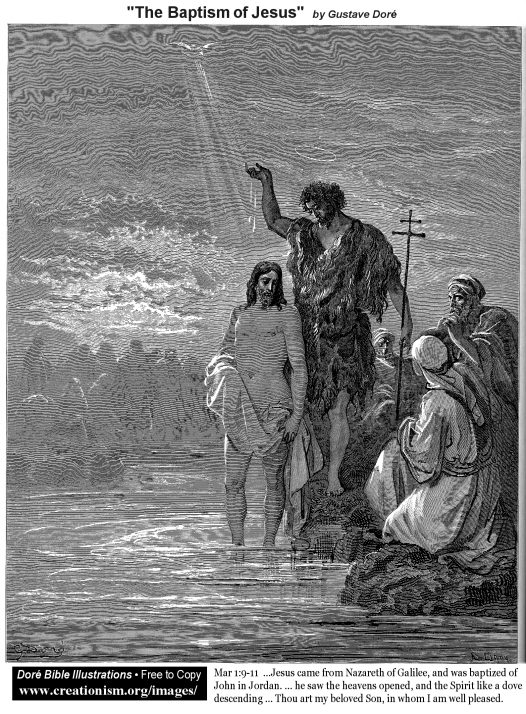 "The Baptism of Jesus" by Gustave Doré
Doré Bible Illustrations • Free to Copy
www.creationism.org/images/
Mar 1:9-11 ...Jesus came from Nazareth of Galilee, and was baptized of
John in Jordan. ... he saw the heavens opened, and the Spirit like a dove
descending ... Thou art my beloved Son, in whom I am well pleased.